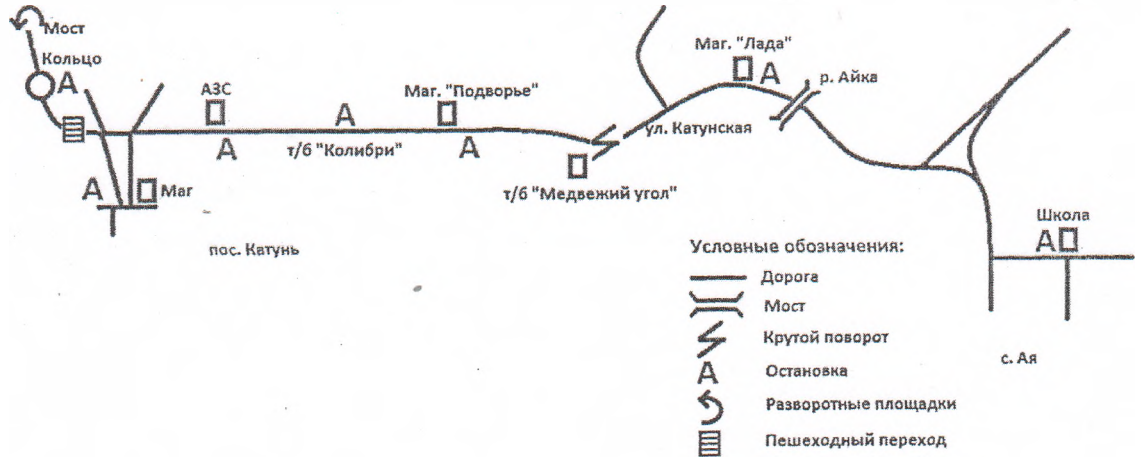 Мост
Кольцо
А
АЗС
А
А
т/б "Колибри"
Маг. "Подворье"
А
А
Маг
пос. Катунь
т/б "Медвежий угол"
Маг. "Лада"
А
ул. Катунская
р. Айка
Школа
А
с. Ая
Условные обозначения:
Дорога
Мост
Крутой поворот
А Остановка
Разворотные площадки
Пешеходный переход